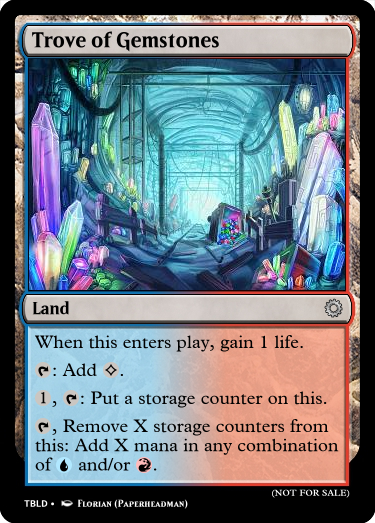 Trove of Gemstones
Land
When this enters play, gain 1 life.
: Add .
1, : Put a storage counter on this.
, Remove X storage counters from
this: Add X mana in any combination
of and/or .
(NOT FOR SALE)
TBLD • Florian (Paperheadman)